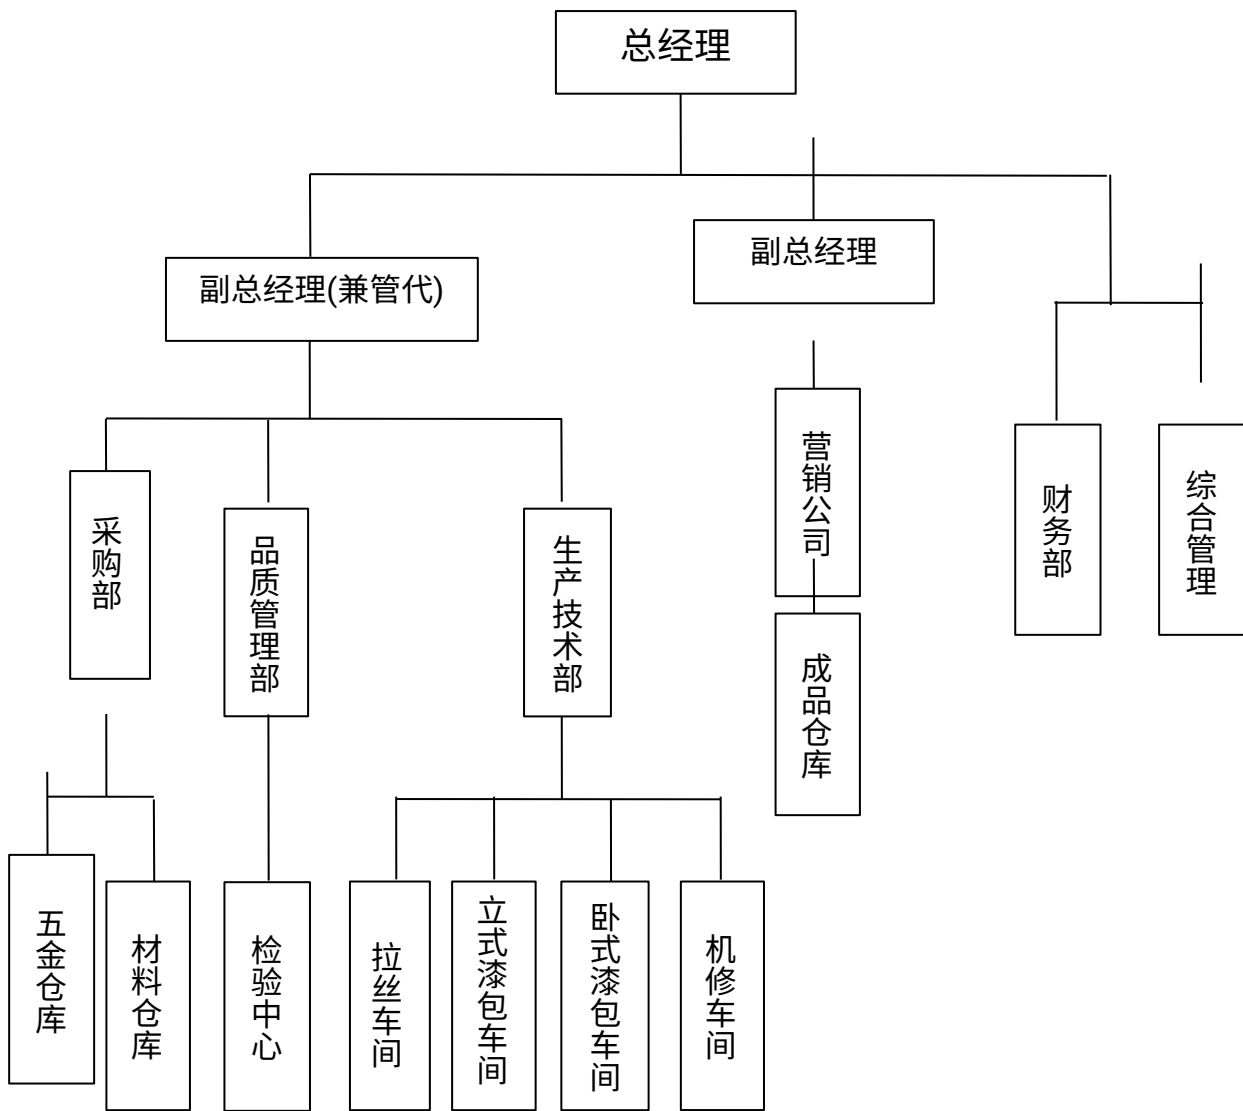 总经理
副总经理
副总经理(兼管代)
采购部
品质管理部
生产技术部
营销公司
财务部
综合管理
成品仓库
五金仓库
材料仓库
检验中心
拉丝车间
立式漆包车间
卧式漆包车间
机修车间